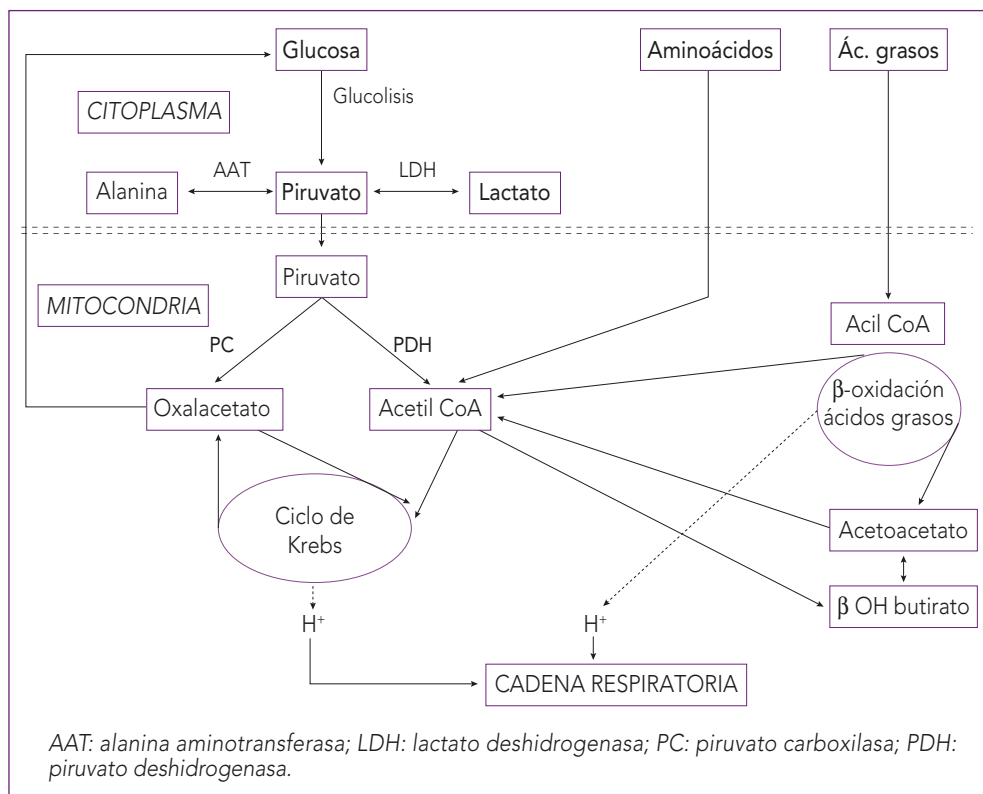 Glucosa
Aminoácidos
Ác. grasos
Glucolisis
CITOPLASMA
AAT
LDH
Alanina
Piruvato
Lactato
Piruvato
MITOCONDRIA
Acil CoA
PC
PDH
β-oxidación
ácidos grasos
Oxalacetato
Acetil CoA
Ciclo de
Krebs
Acetoacetato
β OH butirato
H⁺
H⁺
CADENA RESPIRATORIA
AAT: alanina aminotransferasa; LDH: lactato deshidrogenasa; PC: piruvato carboxilasa; PDH:
piruvato deshidrogenasa.